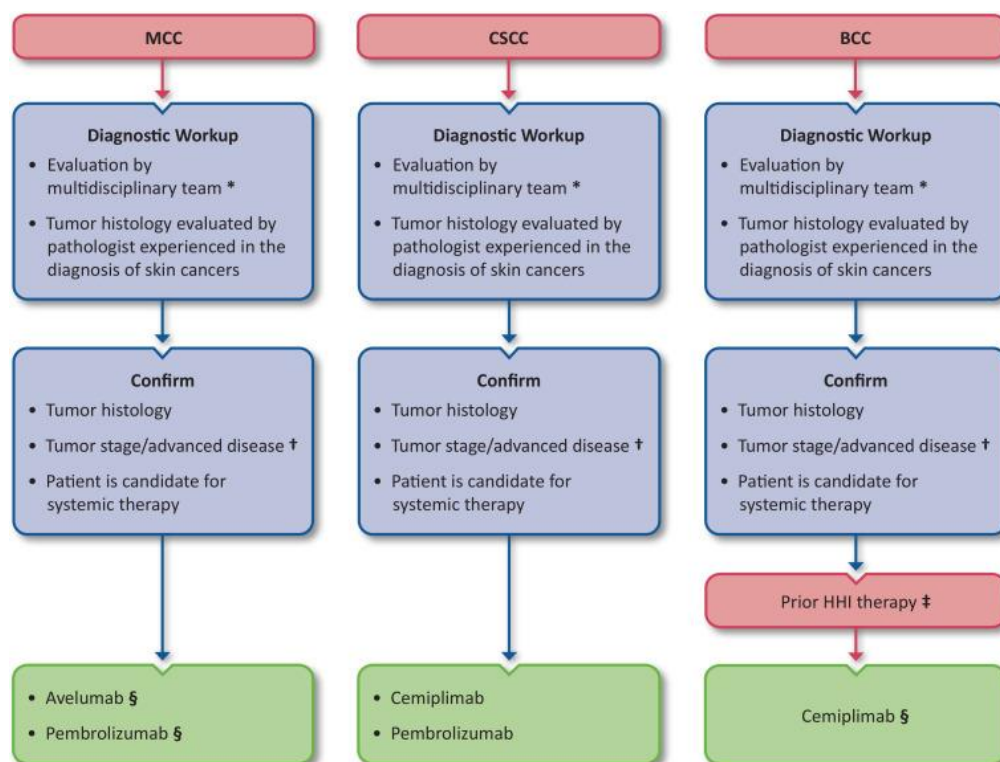 MCC
Diagnostic Workup
• Evaluation by
multidisciplinary team *
• Tumor histology evaluated by
pathologist experienced in the
diagnosis of skin cancers
Confirm
• Tumor histology
• Tumor stage/advanced disease †
• Patient is candidate for
systemic therapy
• Avelumab §
• Pembrolizumab §
CSCC
Diagnostic Workup
• Evaluation by
multidisciplinary team *
• Tumor histology evaluated by
pathologist experienced in the
diagnosis of skin cancers
Confirm
• Tumor histology
• Tumor stage/advanced disease †
• Patient is candidate for
systemic therapy
• Cemiplimab
• Pembrolizumab
BCC
Diagnostic Workup
• Evaluation by
multidisciplinary team *
• Tumor histology evaluated by
pathologist experienced in the
diagnosis of skin cancers
Confirm
• Tumor histology
• Tumor stage/advanced disease †
• Patient is candidate for
systemic therapy
Prior HHI therapy ‡
Cemiplimab §